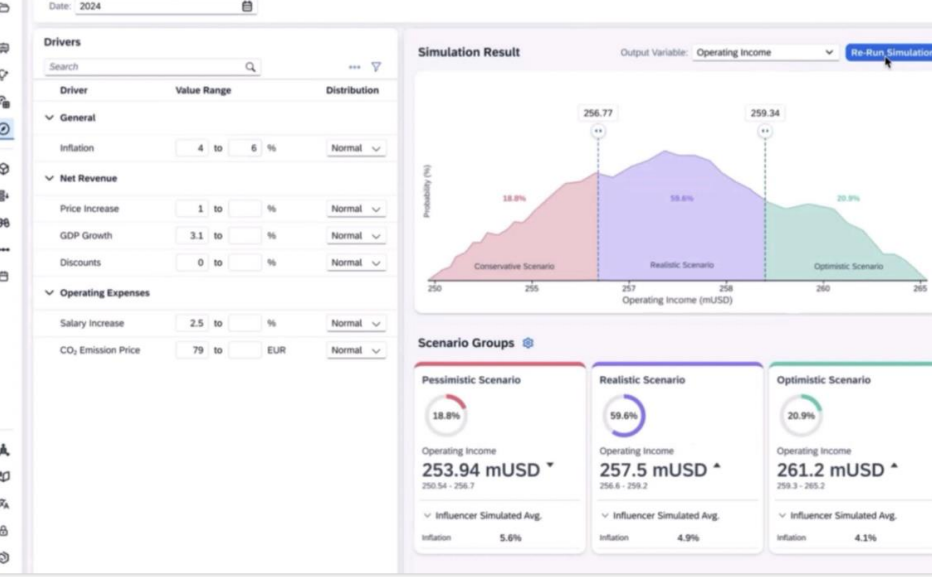 Date: 2024
Drivers
Search
Driver Value Range Distribution
General
Inflation 4 to 6 % Normal
Net Revenue
Price Increase 1 to % Normal
GDP Growth 3.1 to % Normal
Discounts 0 to % Normal
Operating Expenses
Salary Increase 2.5 to % Normal
CO₂ Emission Price 79 to EUR Normal
Simulation Result Output Variable: Operating Income Re-Run Simulation
256.77 259.34
Probability (%)
18.8% 59.6% 20.9%
Conservative Scenario Realistic Scenario Optimistic Scenario
250 255 257 258 260 265
Operating Income (mUSD)
Scenario Groups
Pessimistic Scenario
18.8%
Operating Income
253.94 mUSD
250.54 - 256.7
Influencer Simulated Avg.
Inflation 5.6%
Realistic Scenario
59.6%
Operating Income
257.5 mUSD
256.6 - 259.2
Influencer Simulated Avg.
Inflation 4.9%
Optimistic Scenario
20.9%
Operating Income
261.2 mUSD
259.3 - 265.2
Influencer Simulated Avg.
Inflation 4.1%